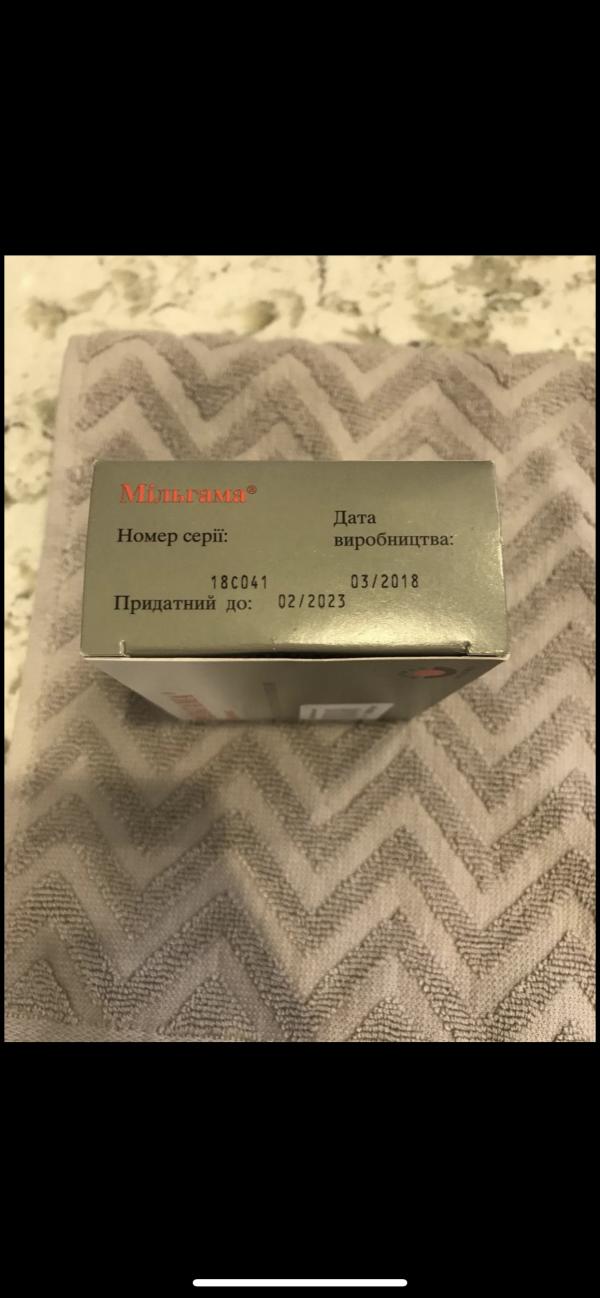 Мільгама®
Номер серії:
Дата
виробництва:
18C041
03/2018
Придатний до: 02/2023